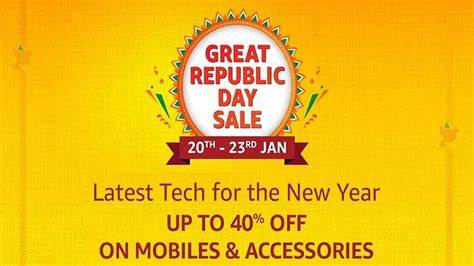 GREAT
REPUBLIC
DAY
SALE
20TH - 23RD JAN
Latest Tech for the New Year
UP TO 40% OFF
ON MOBILES & ACCESSORIES